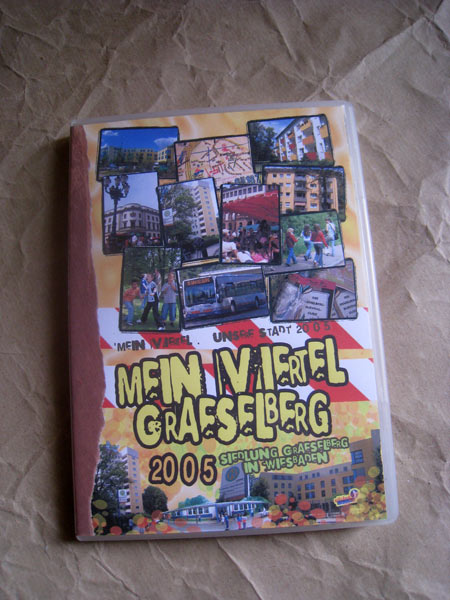 "MEIN VIERTEL . UNSERE STADT 2005"
MEIN VIERTEL
GRAESELBERG
2005
SIEDLUNG GRAESELBERG
IN WIESBADEN